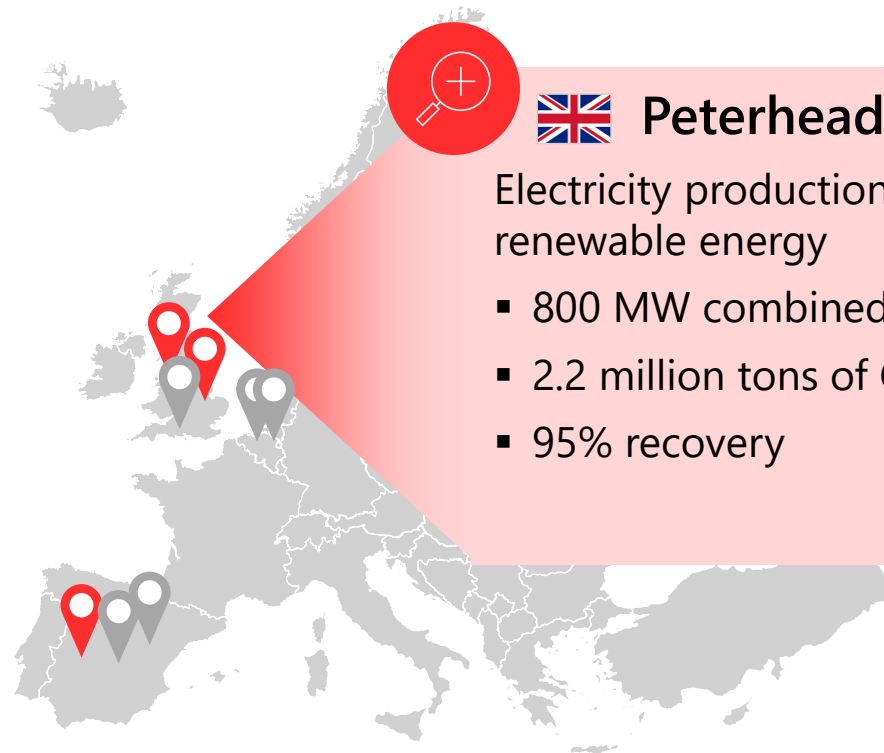 Peterhead
Electricity production
renewable energy
▪ 800 MW combined
▪ 2.2 million tons of
▪ 95% recovery